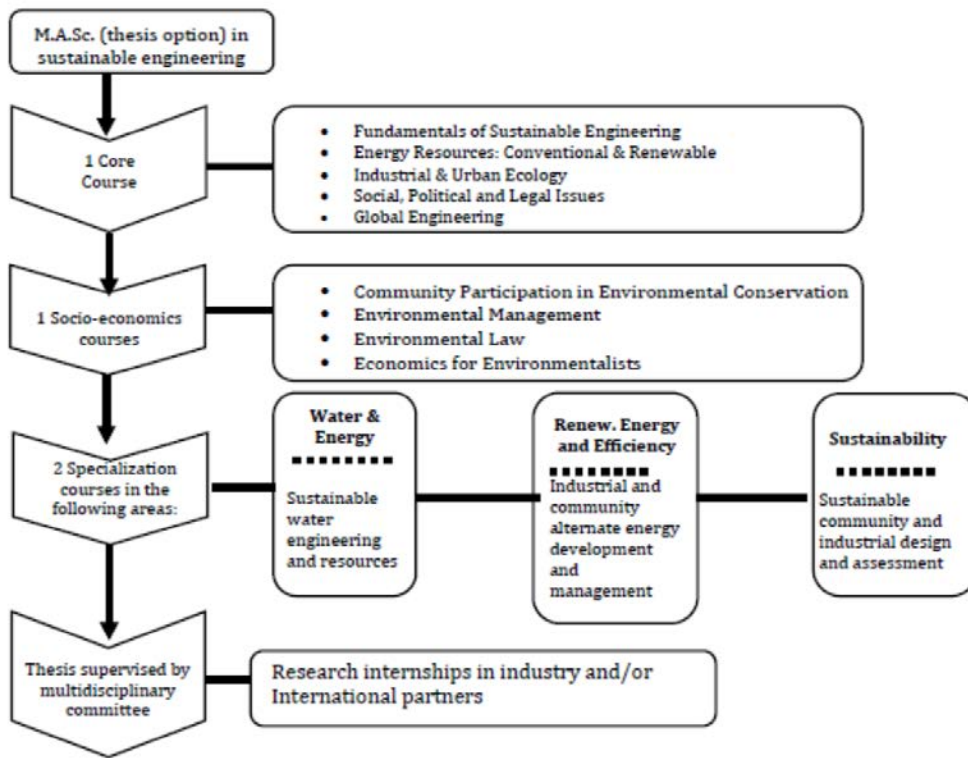 M.A.Sc. (thesis option) in
sustainable engineering
1 Core
Course
• Fundamentals of Sustainable Engineering
• Energy Resources: Conventional & Renewable
• Industrial & Urban Ecology
• Social, Political and Legal Issues
• Global Engineering
1 Socio-economics
courses
• Community Participation in Environmental Conservation
• Environmental Management
• Environmental Law
• Economics for Environmentalists
2 Specialization
courses in the
following areas:
Water &
Energy
Sustainable
water
engineering
and resources
Renew. Energy
and Efficiency
Industrial and
community
alternate energy
development
and
management
Sustainability
Sustainable
community and
industrial design
and assessment
Thesis supervised by
multidisciplinary
committee
Research internships in industry and/or
International partners